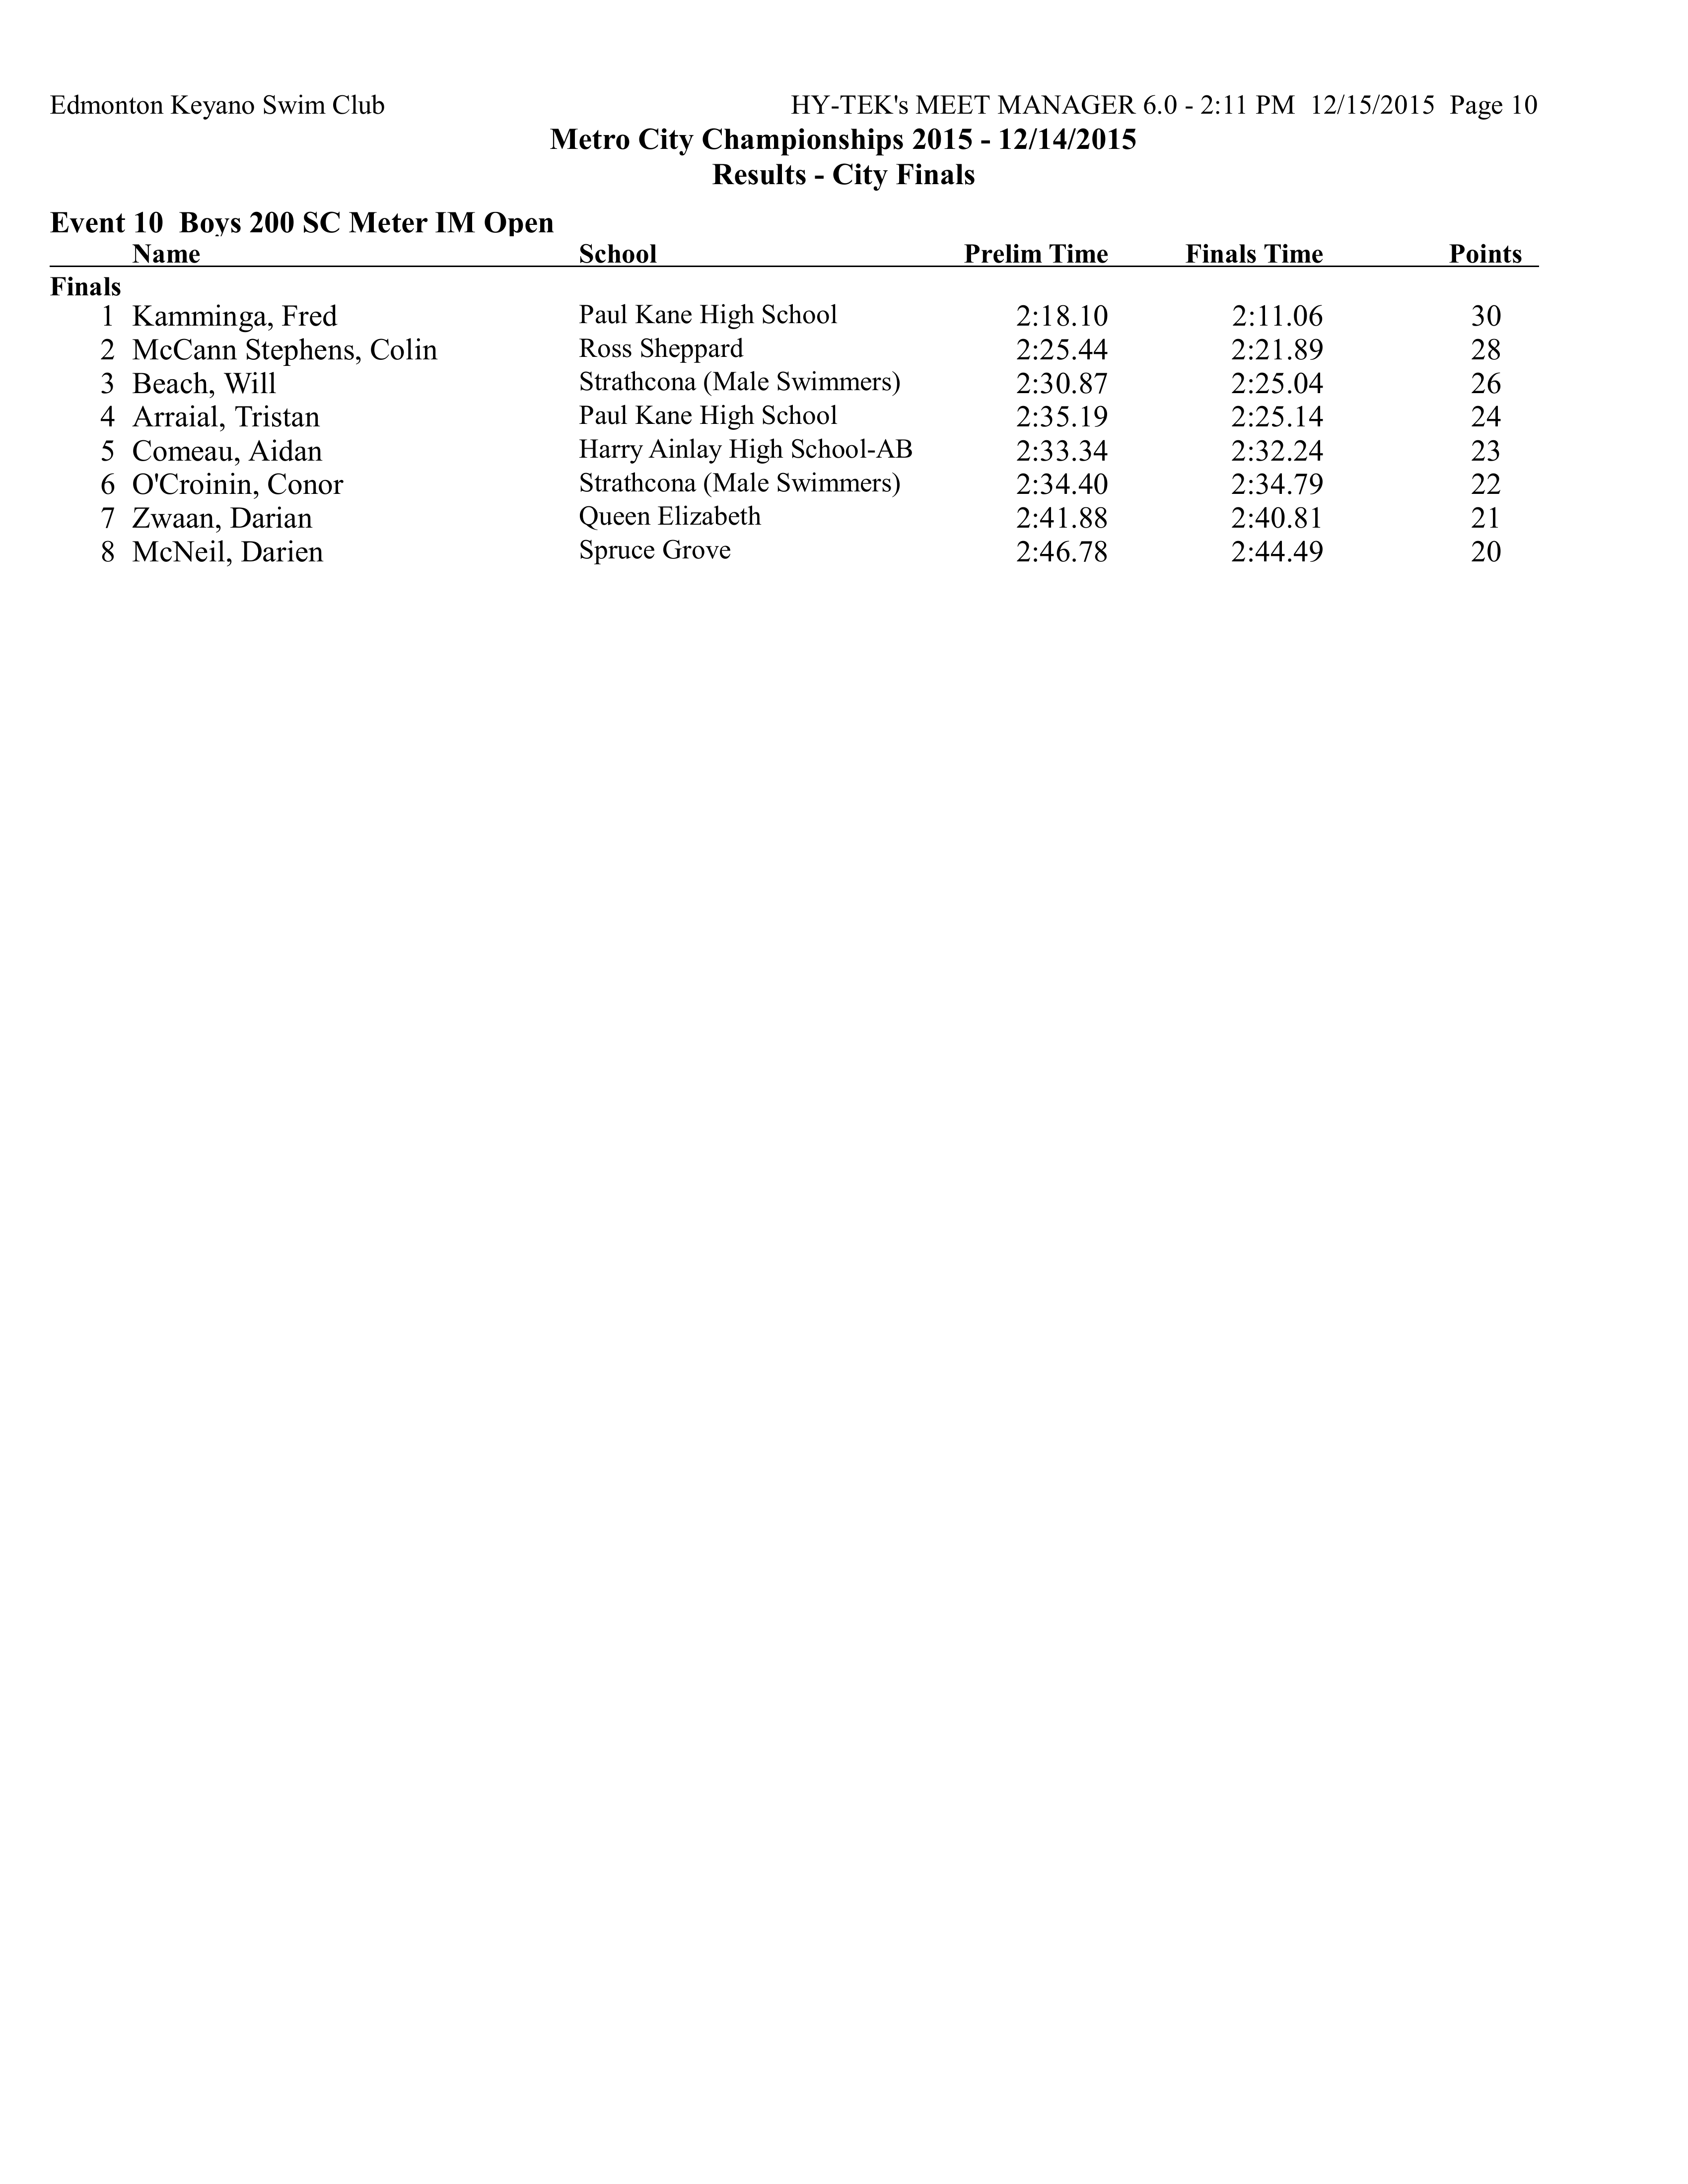 Edmonton Keyano Swim Club HY-TEK's MEET MANAGER 6.0 - 2:11 PM 12/15/2015 Page 10
Metro City Championships 2015 - 12/14/2015
Results - City Finals
Event 10 Boys 200 SC Meter IM Open
Name School Prelim Time Finals Time Points
Finals
1 Kamminga, Fred Paul Kane High School 2:18.10 2:11.06 30
2 McCann Stephens, Colin Ross Sheppard 2:25.44 2:21.89 28
3 Beach, Will Strathcona (Male Swimmers) 2:30.87 2:25.04 26
4 Arraial, Tristan Paul Kane High School 2:35.19 2:25.14 24
5 Comeau, Aidan Harry Ainlay High School-AB 2:33.34 2:32.24 23
6 O'Croinin, Conor Strathcona (Male Swimmers) 2:34.40 2:34.79 22
7 Zwaan, Darian Queen Elizabeth 2:41.88 2:40.81 21
8 McNeil, Darien Spruce Grove 2:46.78 2:44.49 20